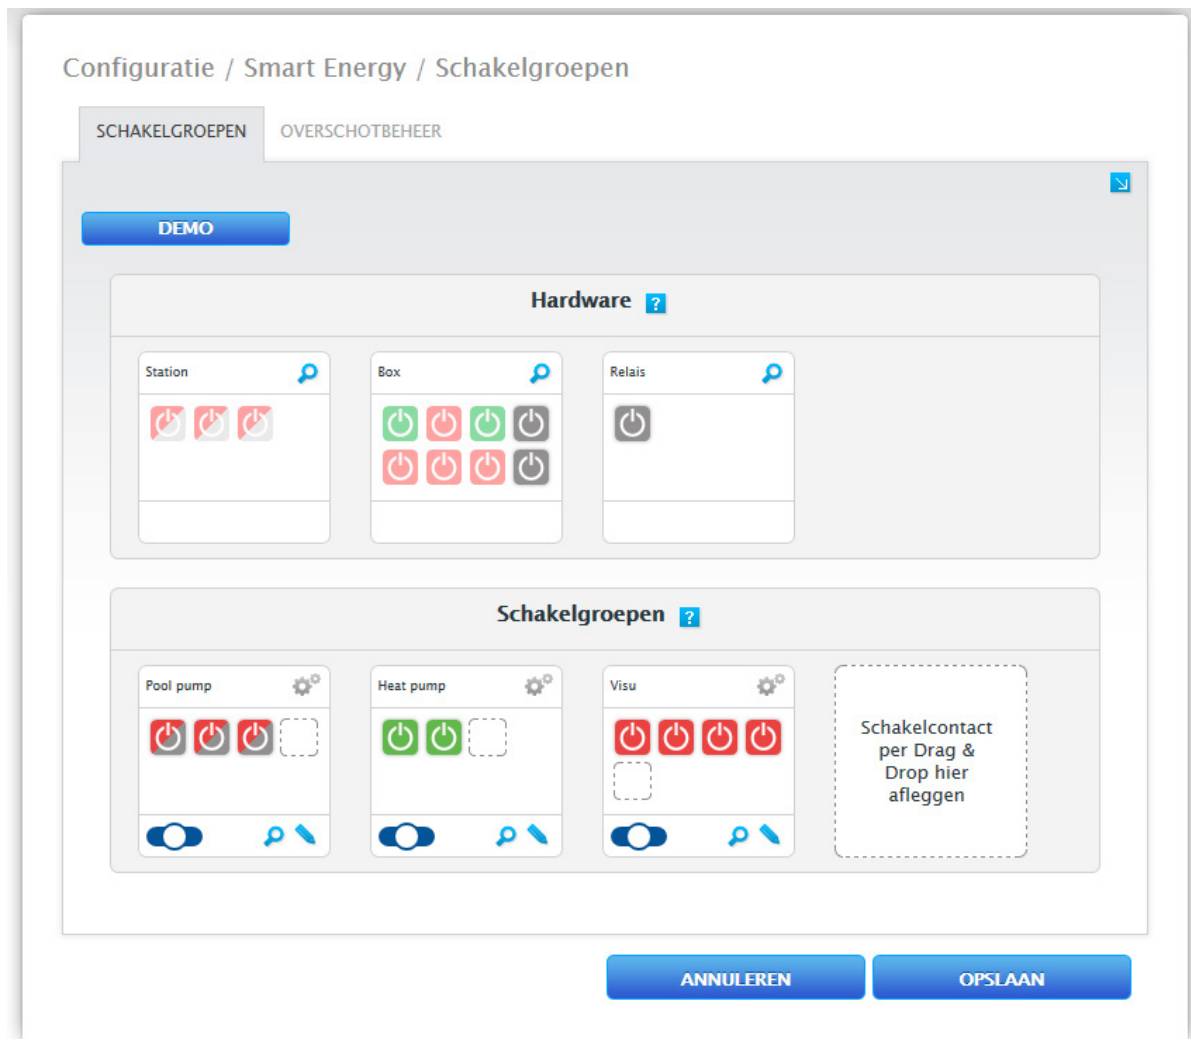 Configuratie / Smart Energy / Schakelgroepen
SCHAKELGROEPEN OVERSCHOTBEHEER
DEMO
Hardware ?
Station Box Relais
Schakelgroepen ?
Pool pump Heat pump Visu
Schakelcontact
per Drag &
Drop hier
afleggen
ANNULEREN OPSLAAN